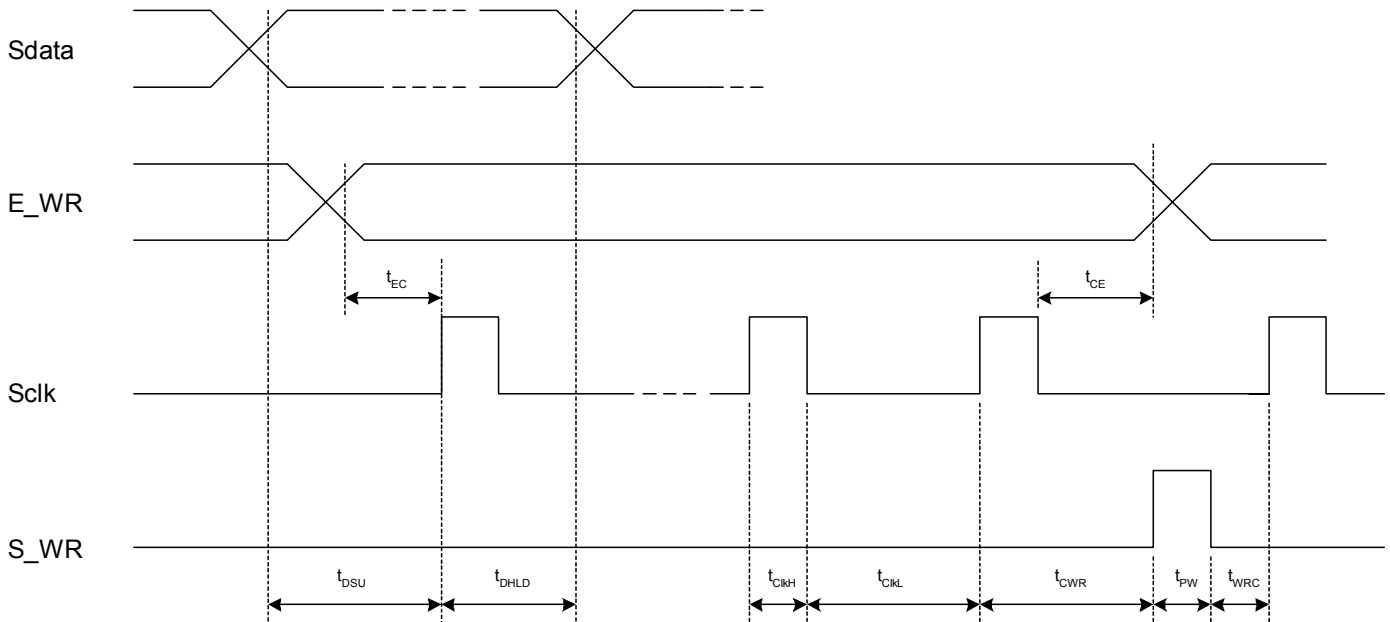 Sdata
E_WR
tEC
tCE
Sclk
S_WR
tDSU
tDHLD
tClkH
tClkL
tCWR
tPW
tWRC